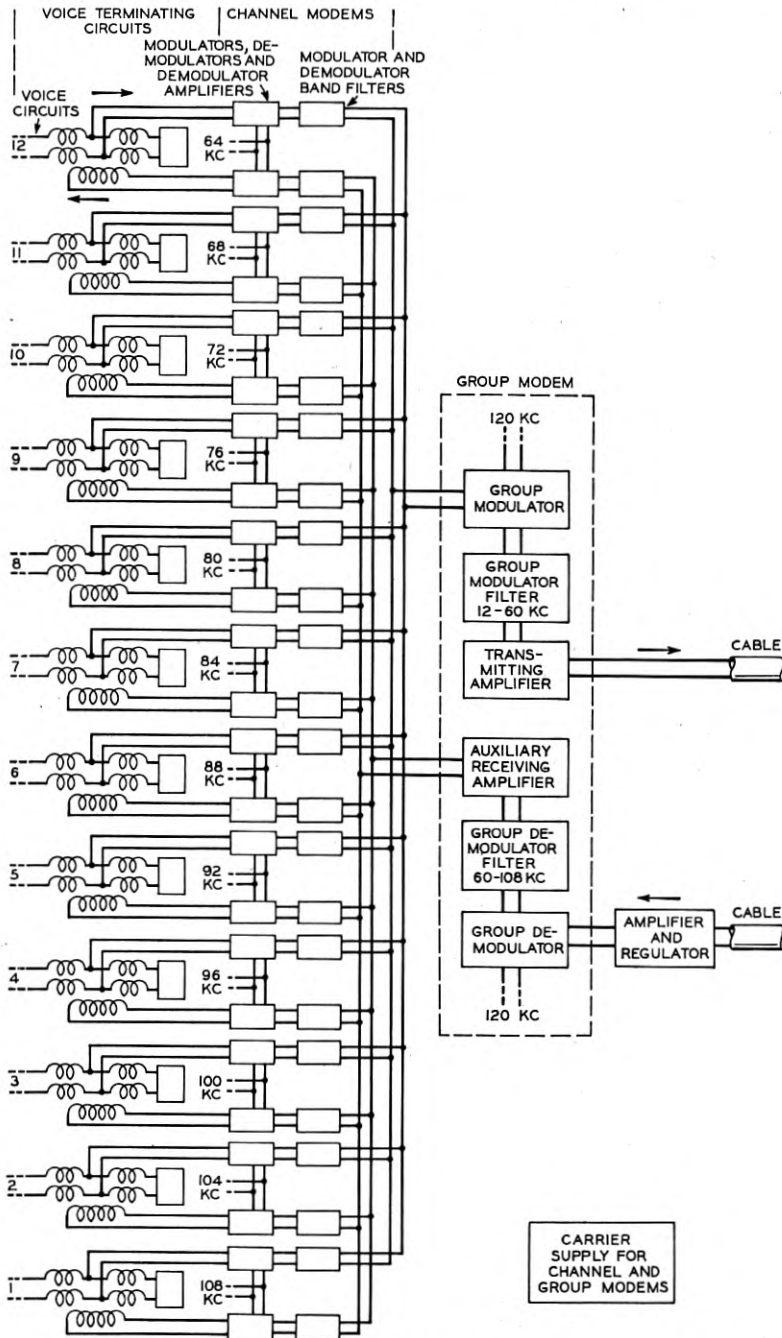 VOICE TERMINATING
CIRCUITS
CHANNEL MODEMS
MODULATORS, DE-
MODULATORS AND
DEMODULATOR
AMPLIFIERS
MODULATOR AND
DEMODULATOR
BAND FILTERS
VOICE
CIRCUITS
12
64
KC
11
68
KC
10
72
KC
9
76
KC
8
80
KC
7
84
KC
6
88
KC
5
92
KC
4
96
KC
3
100
KC
2
104
KC
1
108
KC
GROUP MODEM
120 KC
GROUP
MODULATOR
GROUP
MODULATOR
FILTER
12-60 KC
TRANS-
MITTING
AMPLIFIER
CABLE
AUXILIARY
RECEIVING
AMPLIFIER
GROUP DE-
MODULATOR
FILTER
60-108 KC
GROUP DE-
MODULATOR
AMPLIFIER
AND
REGULATOR
CABLE
120 KC
CARRIER
SUPPLY FOR
CHANNEL AND
GROUP MODEMS